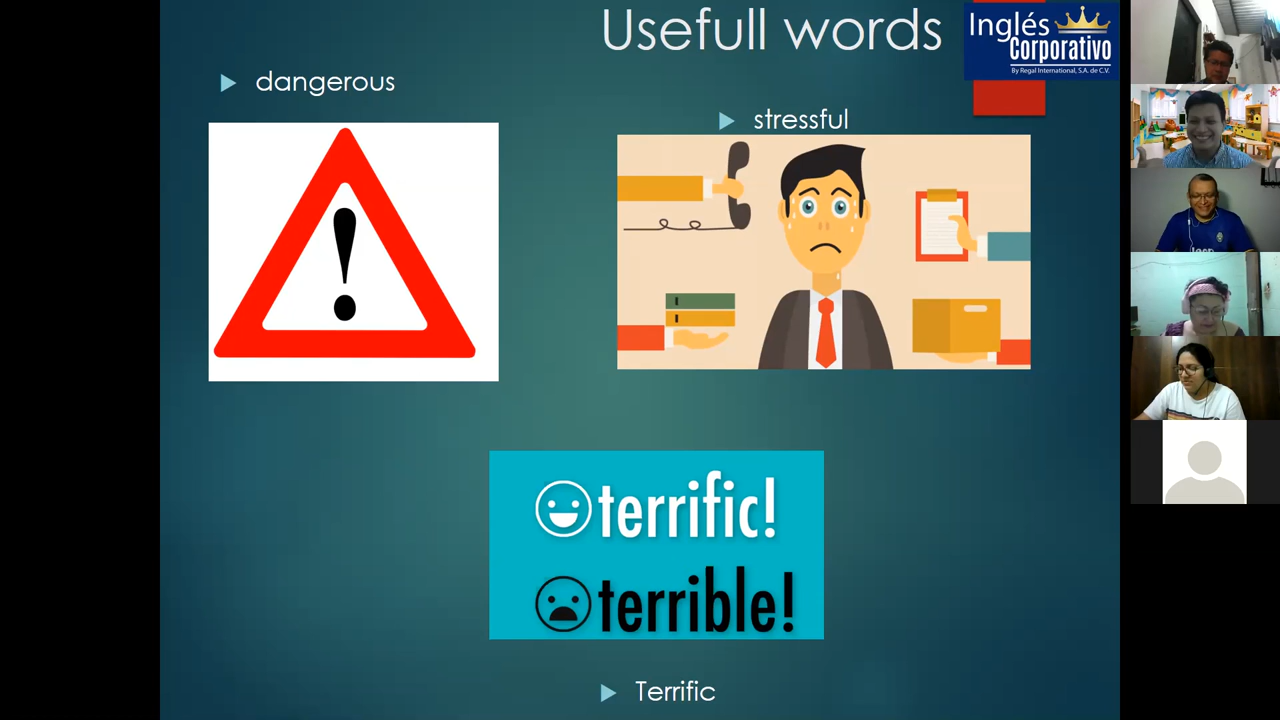 Usefull words
Inglés
Corporativo
By Regal International, S.A. de C.V.
dangerous
stressful
!
terrific!
terrible!
Terrific